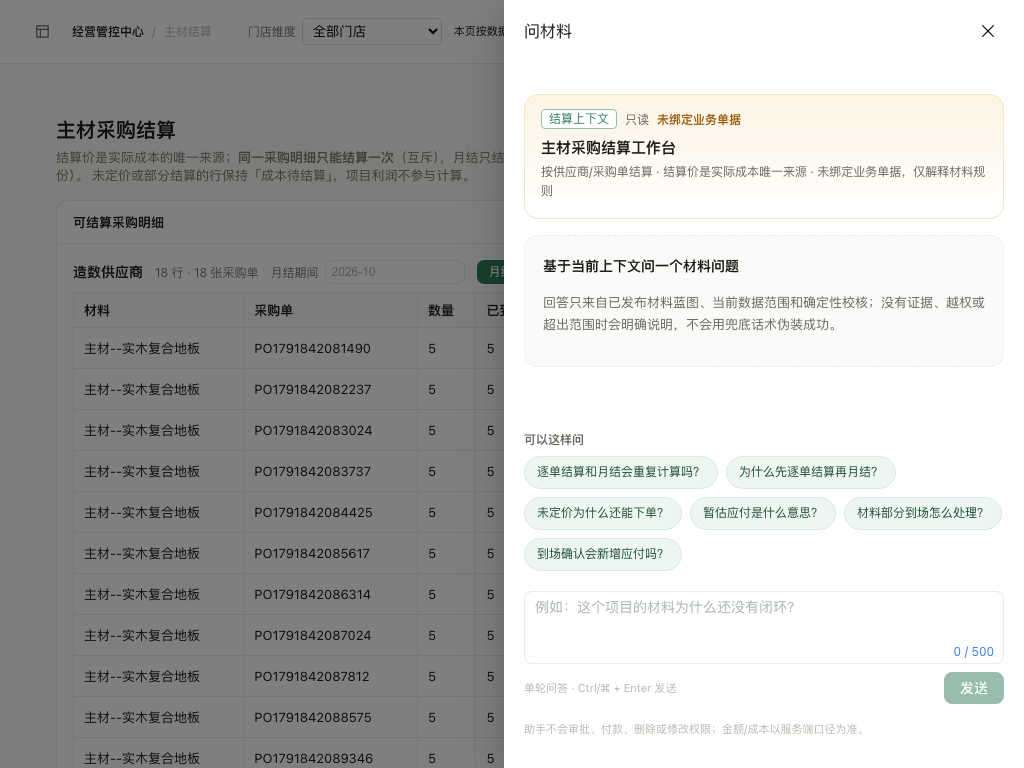 经营管控中心 / 主材结算
门店维度 全部门店
本页按数据
主材采购结算
结算价是实际成本的唯一来源；同一采购明细只能结算一次（互斥），月结只结
份）。未定价或部分结算的行保持「成本待结算」，项目利润不参与计算。
可结算采购明细
造数供应商 18 行 · 18 张采购单 月结期间 2026-10
材料 采购单 数量
主材--实木复合地板 PO1791842081490 5 5
主材--实木复合地板 PO1791842082237 5 5
主材--实木复合地板 PO1791842083024 5 5
主材--实木复合地板 PO1791842083737 5 5
主材--实木复合地板 PO1791842084425 5 5
主材--实木复合地板 PO1791842085617 5 5
主材--实木复合地板 PO1791842086314 5 5
主材--实木复合地板 PO1791842087024 5 5
主材--实木复合地板 PO1791842087812 5 5
主材--实木复合地板 PO1791842088575 5 5
主材--实木复合地板 PO1791842089346 5 5
问材料
结算上下文 只读 未绑定业务单据
主材采购结算工作台
按供应商/采购单结算 · 结算价是实际成本唯一来源 · 未绑定业务单据，仅解释材料规
则
基于当前上下文问一个材料问题
回答只来自已发布材料蓝图、当前数据范围和确定性校核；没有证据、越权或
超出范围时会明确说明，不会用兜底话术伪装成功。
可以这样问
逐单结算和月结会重复计算吗？ 为什么先逐单结算再月结？
未定价为什么还能下单？ 暂估应付是什么意思？ 材料部分到场怎么处理？
到场确认会新增应付吗？
例如：这个项目的材料为什么还没有闭环？
0 / 500
单轮问答 · Ctrl/⌘ + Enter 发送
发送
助手不会审批、付款、删除或修改权限；金额/成本以服务端口径为准。